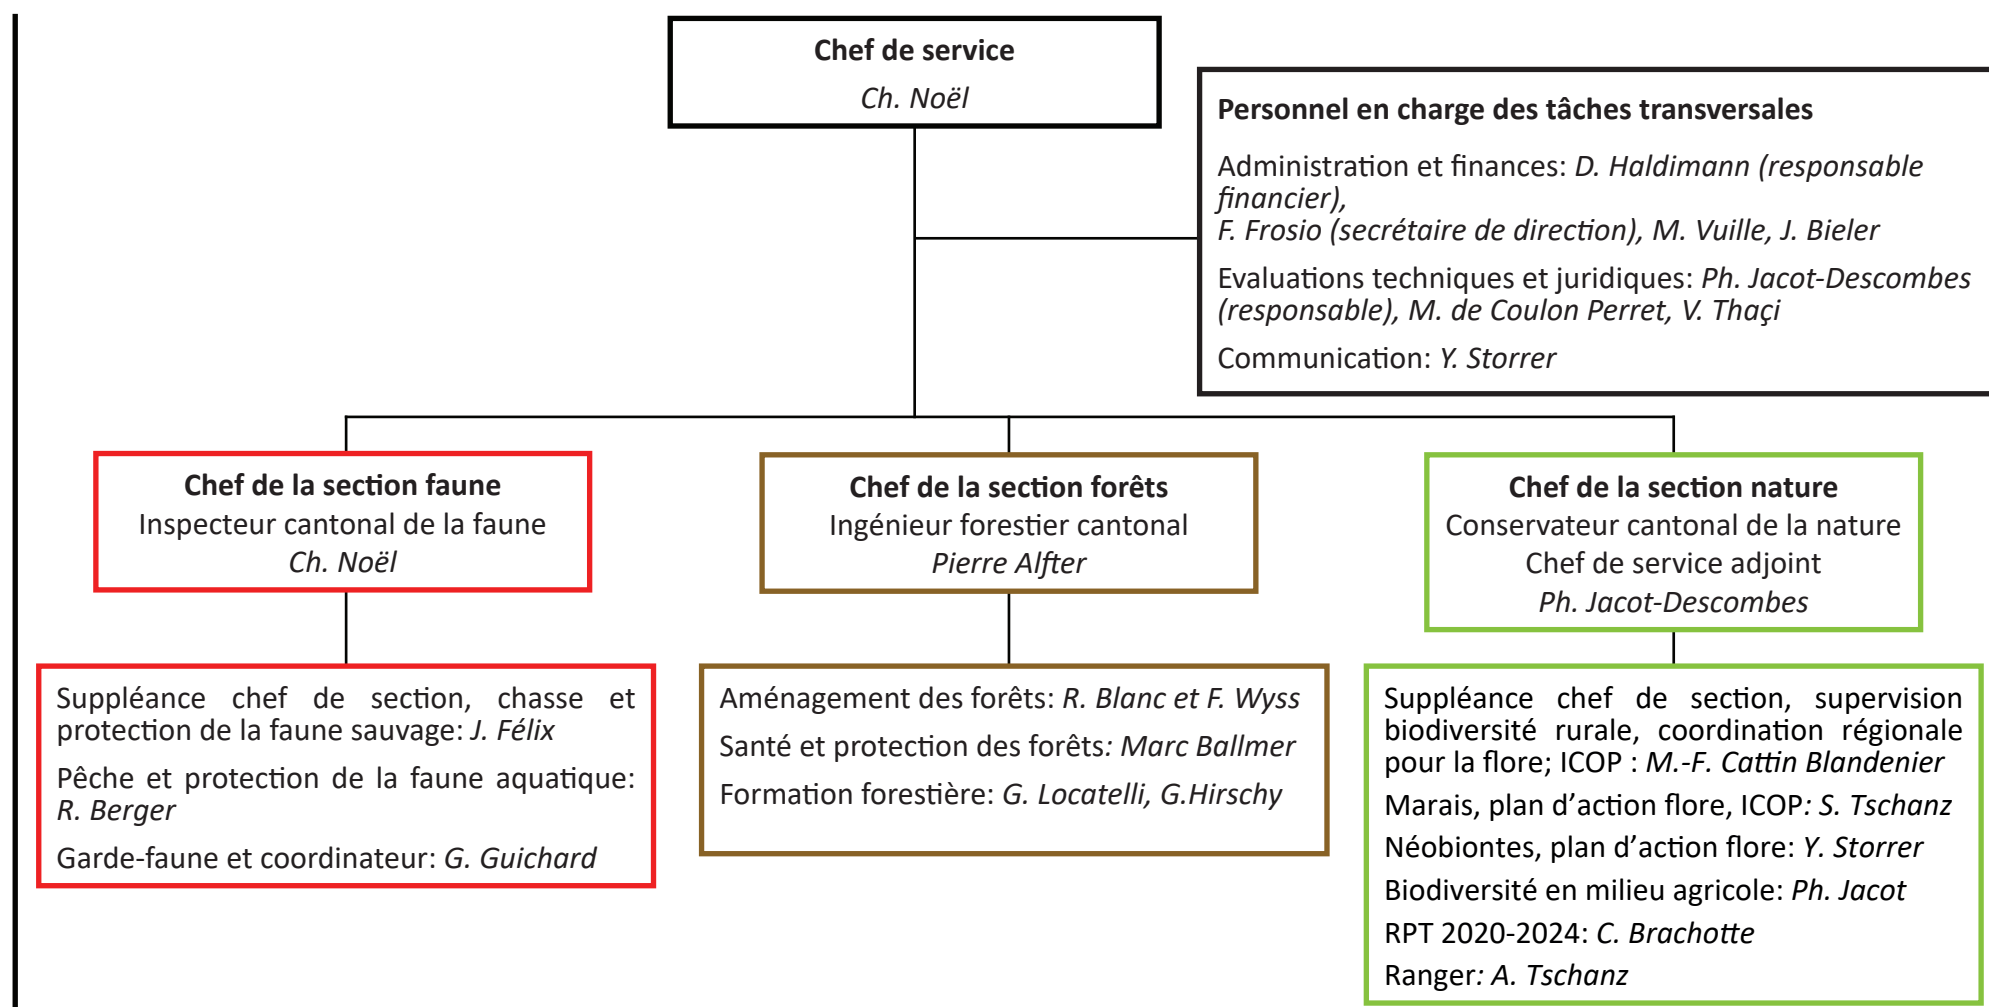 Chef de service
Ch. Noël
Personnel en charge des tâches transversales
Administration et finances: D. Haldimann (responsable
financier),
F. Frosio (secrétaire de direction), M. Vuille, J. Bieler
Evaluations techniques et juridiques: Ph. Jacot-Descombes
(responsable), M. de Coulon Perret, V. Thaçi
Communication: Y. Storrer
Chef de la section faune
Inspecteur cantonal de la faune
Ch. Noël
Chef de la section forêts
Ingénieur forestier cantonal
Pierre Alfter
Chef de la section nature
Conservateur cantonal de la nature
Chef de service adjoint
Ph. Jacot-Descombes
Suppléance chef de section, chasse et
protection de la faune sauvage: J. Félix
Pêche et protection de la faune aquatique:
R. Berger
Garde-faune et coordinateur: G. Guichard
Aménagement des forêts: R. Blanc et F. Wyss
Santé et protection des forêts: Marc Ballmer
Formation forestière: G. Locatelli, G.Hirschy
Suppléance chef de section, supervision
biodiversité rurale, coordination régionale
pour la flore; ICOP : M.-F. Cattin Blandenier
Marais, plan d’action flore, ICOP: S. Tschanz
Néobiontes, plan d’action flore: Y. Storrer
Biodiversité en milieu agricole: Ph. Jacot
RPT 2020-2024: C. Brachotte
Ranger: A. Tschanz